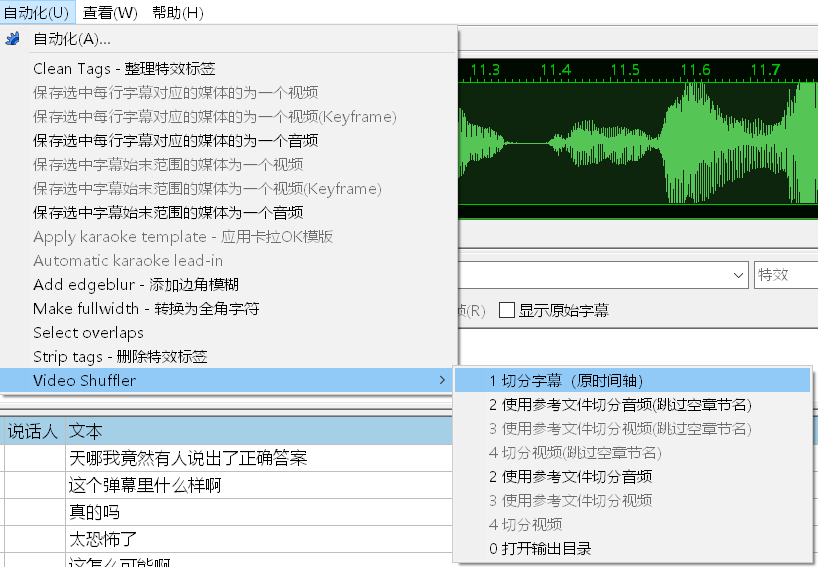 自动化(U) 查看(W) 帮助(H)
自动化(A)...
Clean Tags - 整理特效标签
保存选中每行字幕对应的媒体的为一个视频
保存选中每行字幕对应的媒体的为一个视频(Keyframe)
保存选中每行字幕对应的媒体的为一个音频
保存选中字幕始末范围的媒体为一个视频
保存选中字幕始末范围的媒体为一个视频(Keyframe)
保存选中字幕始末范围的媒体为一个音频
Apply karaoke template - 应用卡拉OK模版
Automatic karaoke lead-in
Add edgeblur - 添加边角模糊
Make fullwidth - 转换为全角字符
Select overlaps
Strip tags - 删除特效标签
Video Shuffler
11.3 11.4 11.5 11.6 11.7
特效
帧(R) 显示原始字幕
1 切分字幕（原时间轴）
2 使用参考文件切分音频(跳过空章节名)
3 使用参考文件切分视频(跳过空章节名)
4 切分视频(跳过空章节名)
2 使用参考文件切分音频
3 使用参考文件切分视频
4 切分视频
0 打开输出目录
说话人 文本
天哪我竟然有人说出了正确答案
这个弹幕里什么样啊
真的吗
太恐怖了
这怎么可能啊